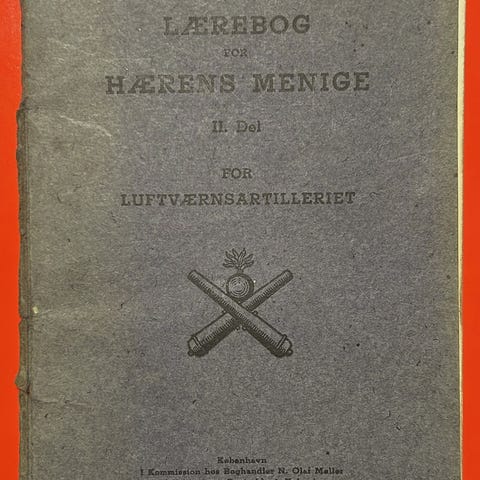 LÆREBOG
FOR
HÆRENS MENIGE
II. Del
FOR
LUFTVÆRNSARTILLERIET
København
I Kommission hos Boghandler N. Olaf Møller